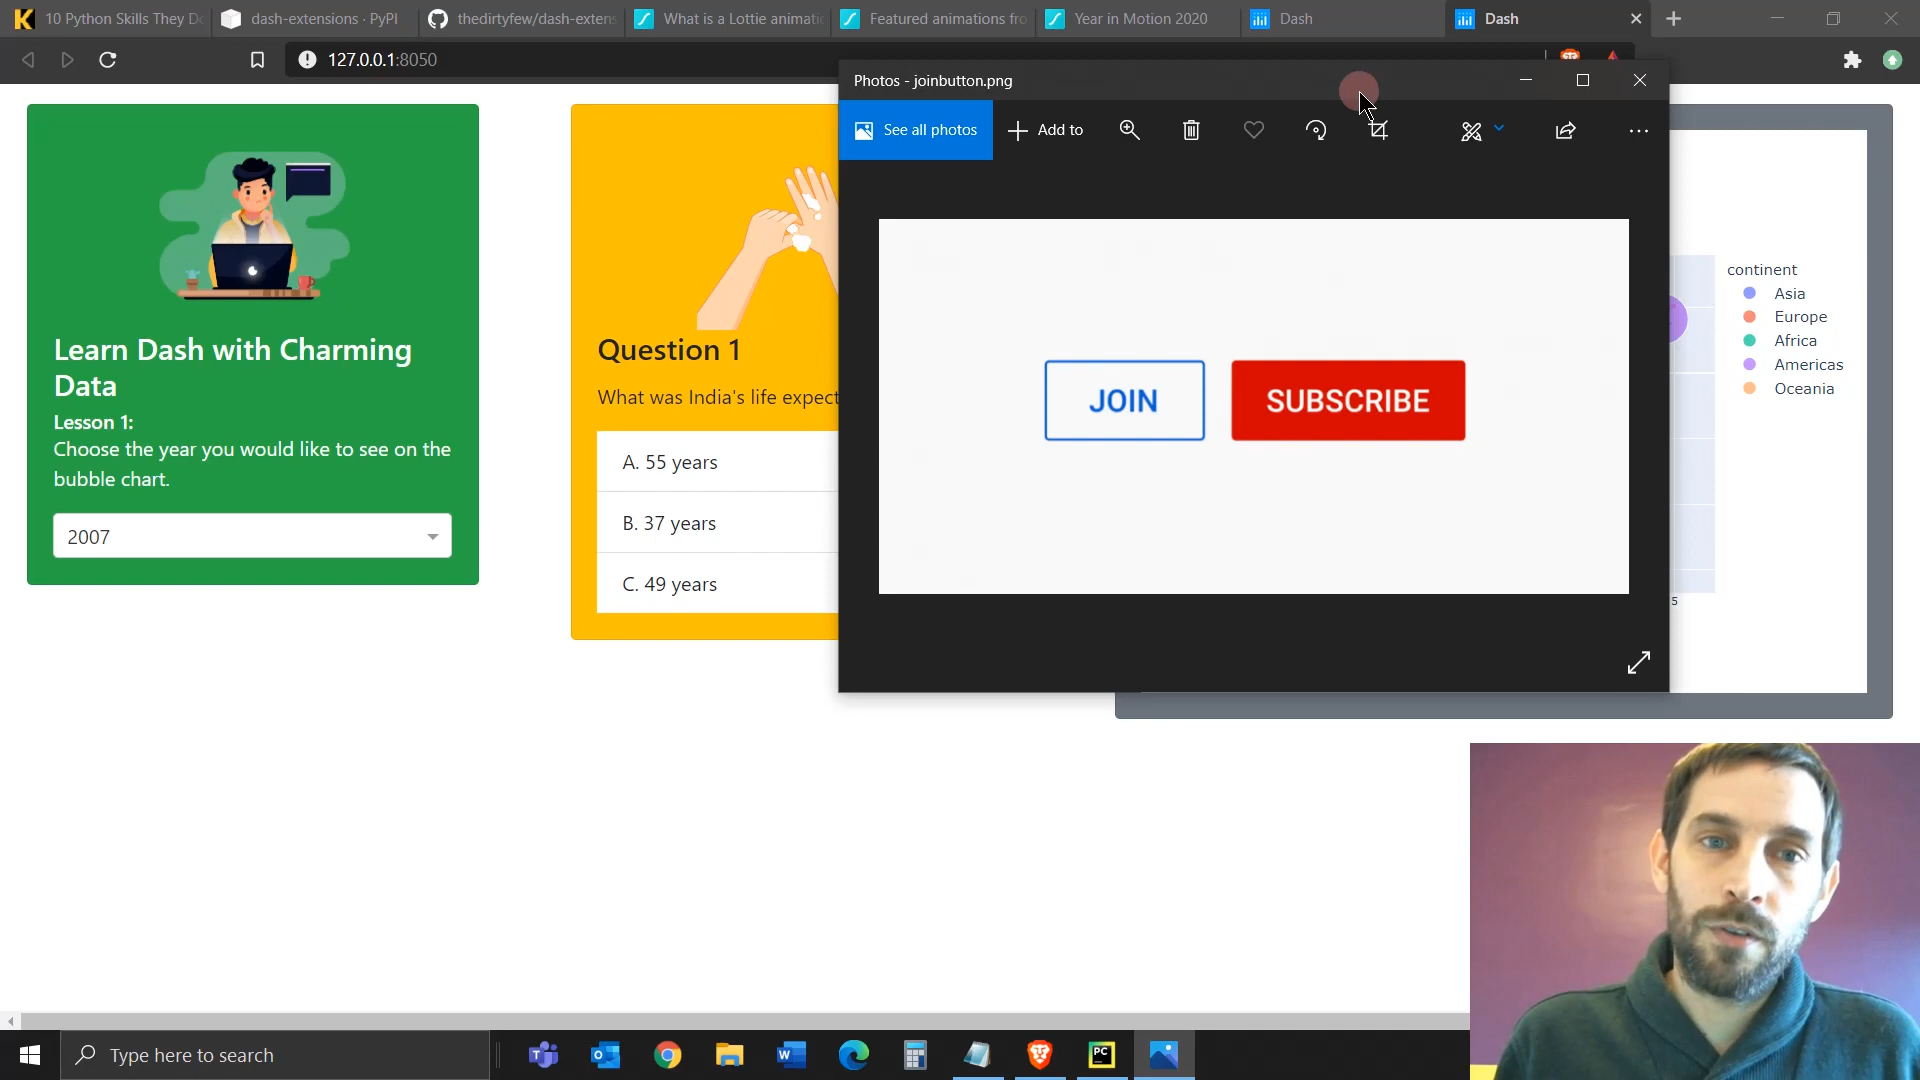 10 Python Skills They Do
dash-extensions · PyPI
thedirtyfew/dash-extens
What is a Lottie animatic
Featured animations fro
Year in Motion 2020
Dash
Dash
127.0.0.1:8050
Photos - joinbutton.png
See all photos
Add to
JOIN
SUBSCRIBE
Learn Dash with Charming
Data
Lesson 1:
Choose the year you would like to see on the
bubble chart.
2007
Question 1
What was India's life expect
A. 55 years
B. 37 years
C. 49 years
continent
Asia
Europe
Africa
Americas
Oceania
5
Type here to search